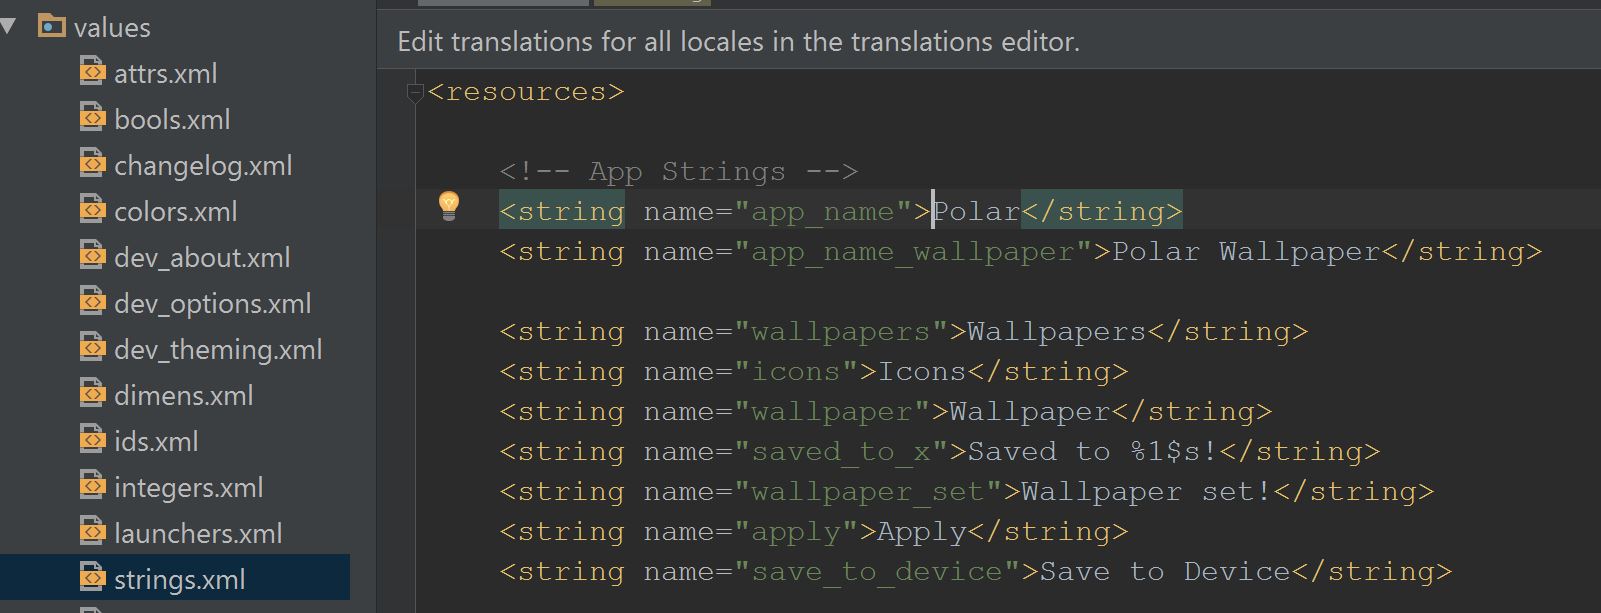 values
attrs.xml
bools.xml
changelog.xml
colors.xml
dev_about.xml
dev_options.xml
dev_theming.xml
dimens.xml
ids.xml
integers.xml
launchers.xml
strings.xml
Edit translations for all locales in the translations editor.
<resources>
<!-- App Strings -->
<string name="app_name">Polar</string>
<string name="app_name_wallpaper">Polar Wallpaper</string>
<string name="wallpapers">Wallpapers</string>
<string name="icons">Icons</string>
<string name="wallpaper">Wallpaper</string>
<string name="saved_to_x">Saved to %1$s!</string>
<string name="wallpaper_set">Wallpaper set!</string>
<string name="apply">Apply</string>
<string name="save_to_device">Save to Device</string>